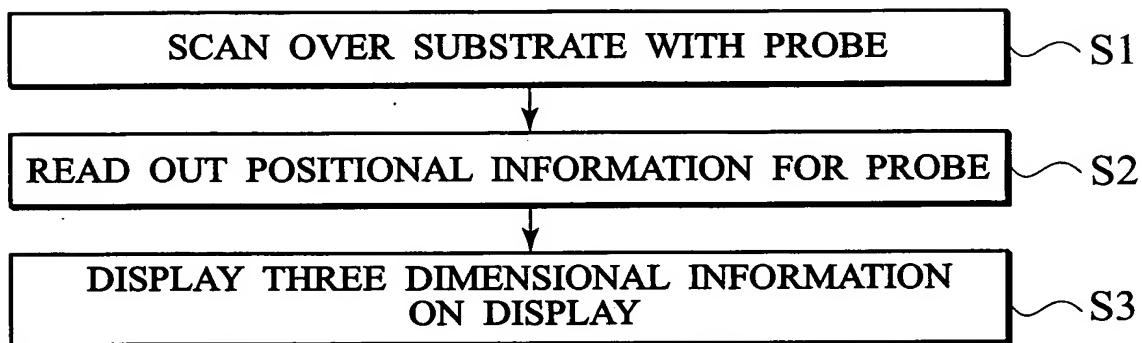 SCAN OVER SUBSTRATE WITH PROBE
S1
READ OUT POSITIONAL INFORMATION FOR PROBE
S2
DISPLAY THREE DIMENSIONAL INFORMATION
ON DISPLAY
S3